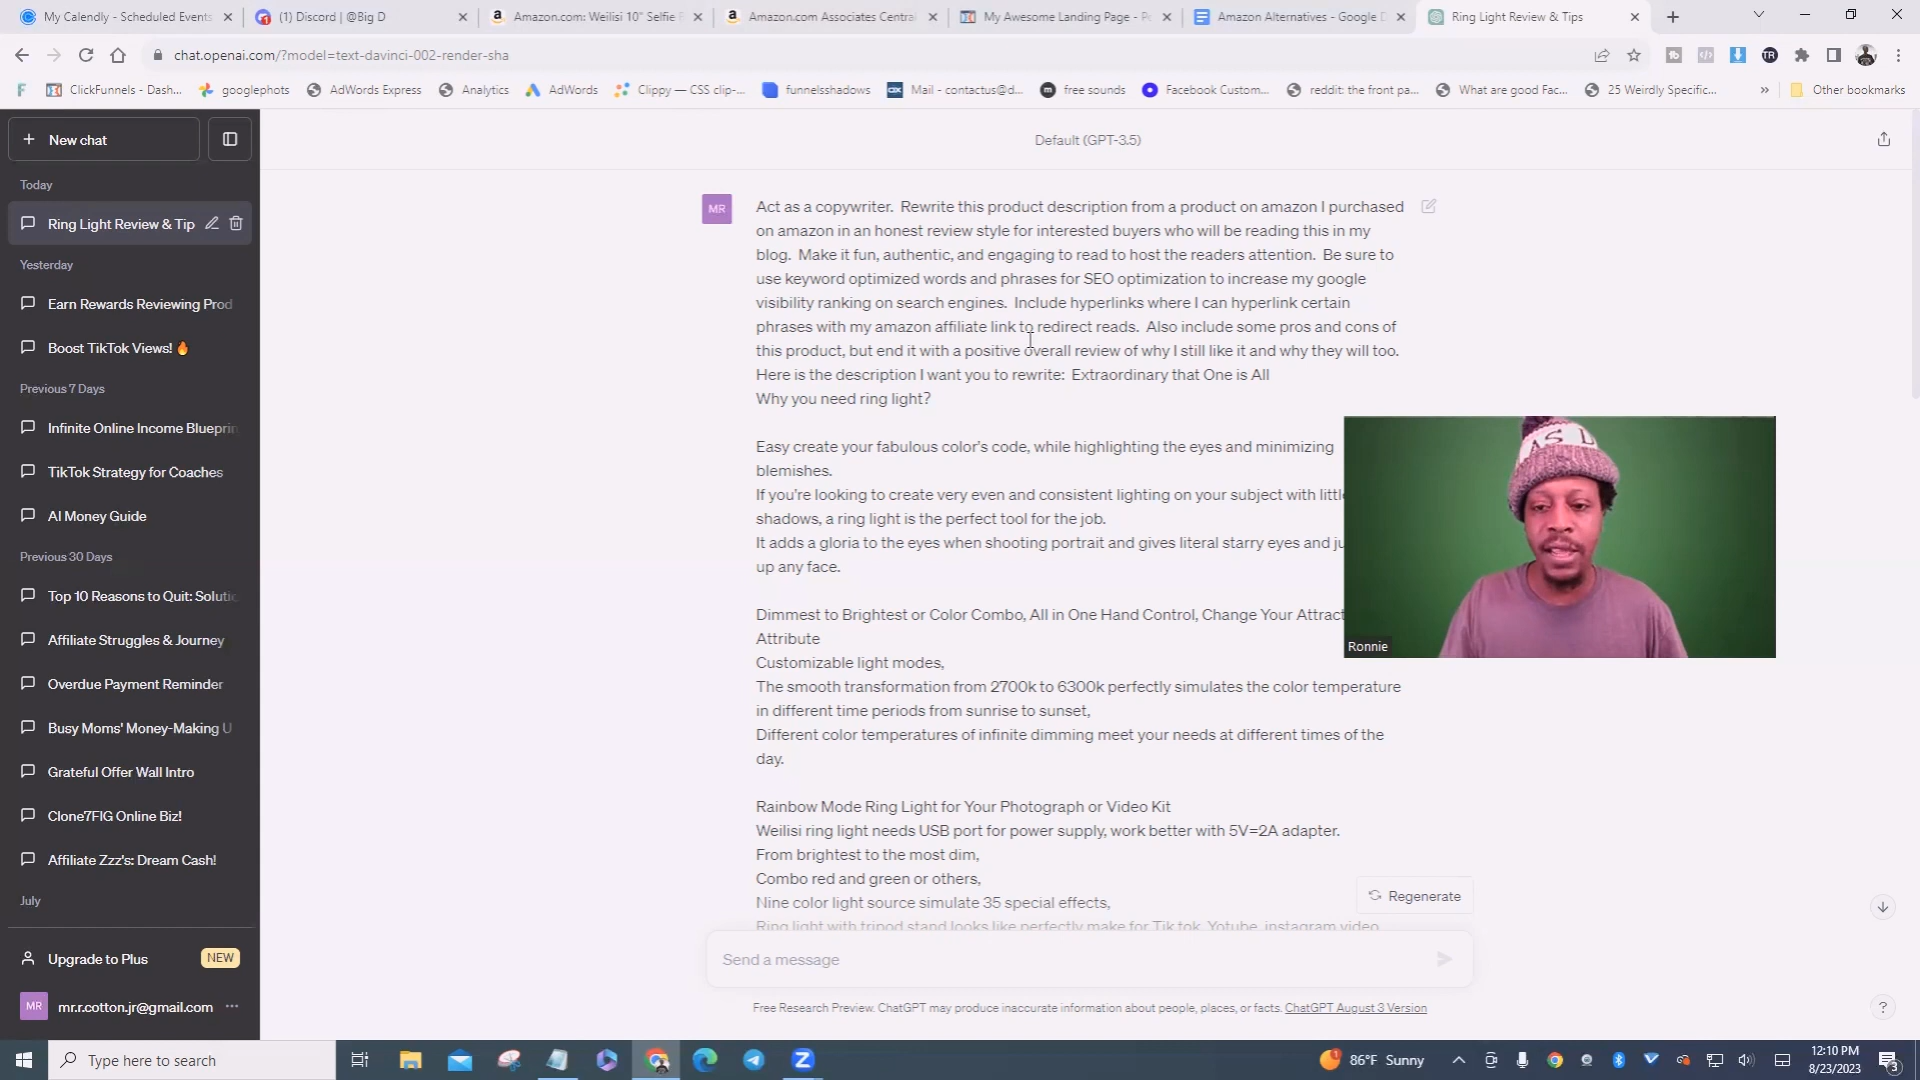 My Calendly - Scheduled Events
(1) Discord | @Big D
Amazon.com: Weilisi 10" Selfie
Amazon.com Associates Central
My Awesome Landing Page -
Amazon Alternatives - Google
Ring Light Review & Tips
chat.openai.com/?model=text-davinci-002-render-sha
ClickFunnels - Dash...
googlephots
AdWords Express
Analytics
AdWords
Clippy — CSS clip-...
funnelsshadows
Mail - contactus@d...
free sounds
Facebook Custom...
reddit: the front pa...
What are good Fac...
25 Weirdly Specific...
Other bookmarks
New chat
Default (GPT-3.5)
Today
Ring Light Review & Tip
Yesterday
Earn Rewards Reviewing Prod
Boost TikTok Views! 🔥
Previous 7 Days
Infinite Online Income Blueprin
TikTok Strategy for Coaches
AI Money Guide
Previous 30 Days
Top 10 Reasons to Quit: Solutio
Affiliate Struggles & Journey
Overdue Payment Reminder
Busy Moms' Money-Making U
Grateful Offer Wall Intro
Clone7FIG Online Biz!
Affiliate Zzz's: Dream Cash!
July
Upgrade to Plus
NEW
MR
mr.r.cotton.jr@gmail.com
MR
Act as a copywriter. Rewrite this product description from a product on amazon I purchased
on amazon in an honest review style for interested buyers who will be reading this in my
blog. Make it fun, authentic, and engaging to read to host the readers attention. Be sure to
use keyword optimized words and phrases for SEO optimization to increase my google
visibility ranking on search engines. Include hyperlinks where I can hyperlink certain
phrases with my amazon affiliate link to redirect reads. Also include some pros and cons of
this product, but end it with a positive overall review of why I still like it and why they will too.
Here is the description I want you to rewrite: Extraordinary that One is All
Why you need ring light?
Easy create your fabulous color's code, while highlighting the eyes and minimizing
blemishes.
If you're looking to create very even and consistent lighting on your subject with little
shadows, a ring light is the perfect tool for the job.
It adds a gloria to the eyes when shooting portrait and gives literal starry eyes and ju
up any face.
Dimmest to Brightest or Color Combo, All in One Hand Control, Change Your Attract
Attribute
Customizable light modes,
The smooth transformation from 2700k to 6300k perfectly simulates the color temperature
in different time periods from sunrise to sunset,
Different color temperatures of infinite dimming meet your needs at different times of the
day.
Rainbow Mode Ring Light for Your Photograph or Video Kit
Weilisi ring light needs USB port for power supply, work better with 5V=2A adapter.
From brightest to the most dim,
Combo red and green or others,
Nine color light source simulate 35 special effects,
Ring light with tripod stand looks like perfectly make for Tik tok, Yotube, instagram video
AS L
Ronnie
Regenerate
Send a message
Free Research Preview. ChatGPT may produce inaccurate information about people, places, or facts. ChatGPT August 3 Version
?
Type here to search
86°F Sunny
12:10 PM
8/23/2023
3